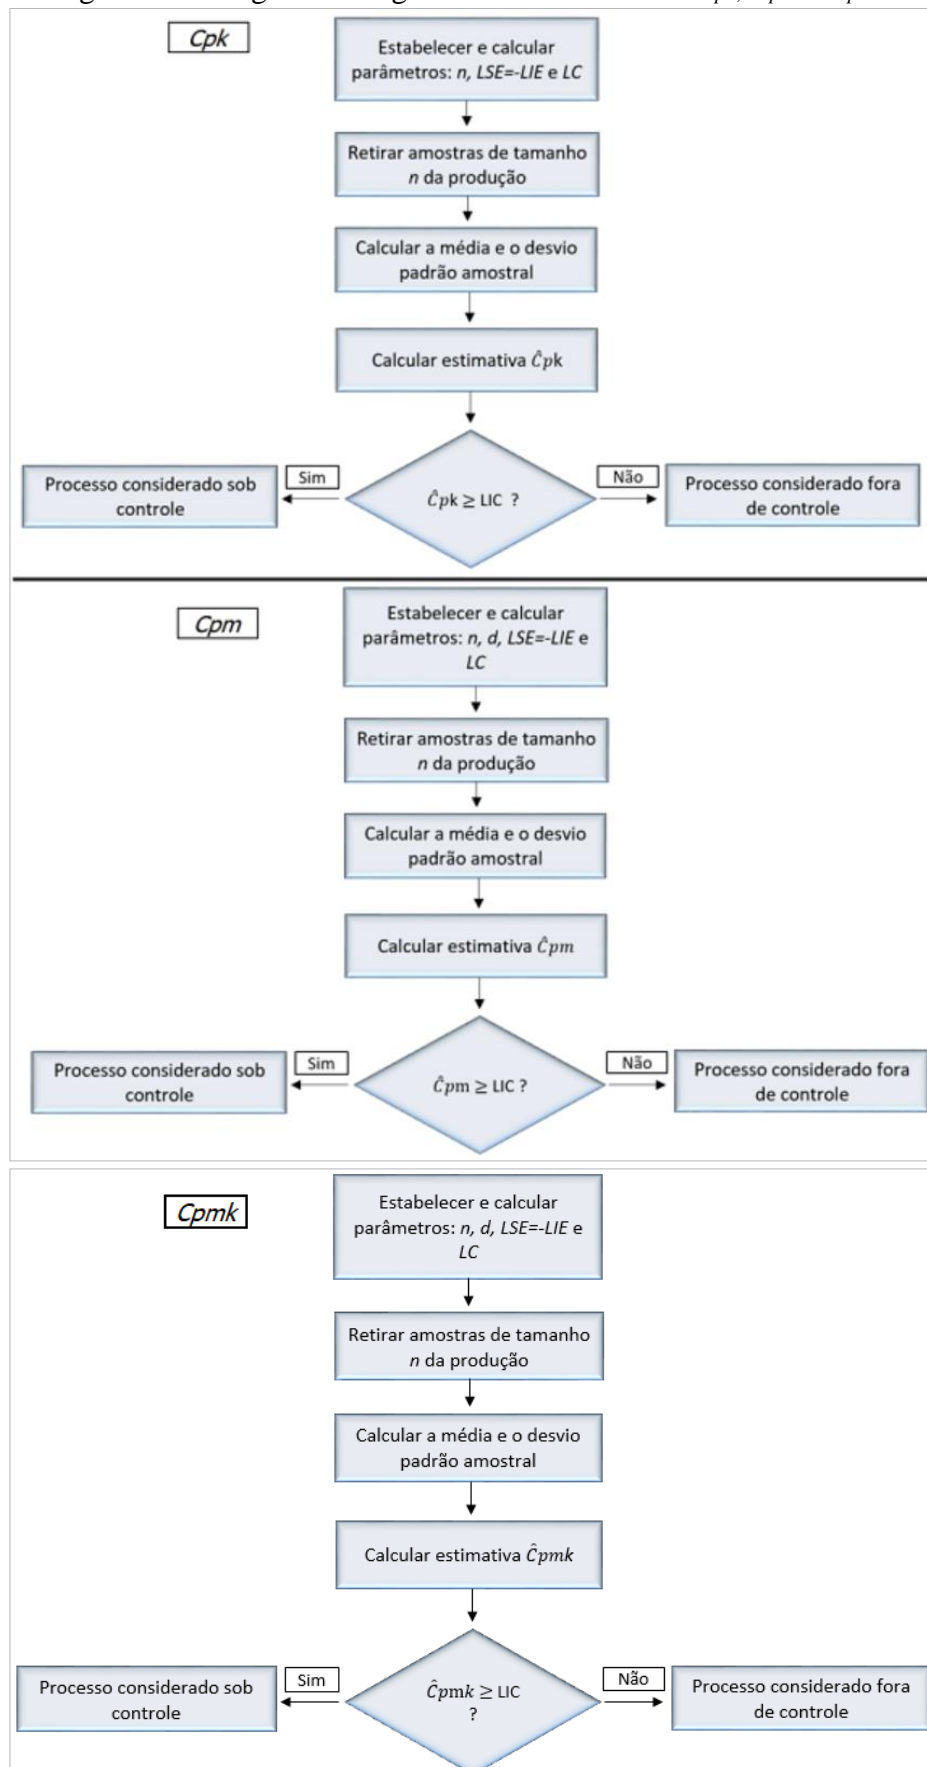 Cpk
Estabelecer e calcular
parâmetros: n, LSE=-LIE e LC
Retirar amostras de tamanho
n da produção
Calcular a média e o desvio
padrão amostral
Calcular estimativa Ĉpk
Ĉpk ≥ LIC ?
Sim
Processo considerado sob
controle
Não
Processo considerado fora
de controle
Cpm
Estabelecer e calcular
parâmetros: n, d, LSE=-LIE e
LC
Retirar amostras de tamanho
n da produção
Calcular a média e o desvio
padrão amostral
Calcular estimativa Ĉpm
Ĉpm ≥ LIC ?
Sim
Processo considerado sob
controle
Não
Processo considerado fora
de controle
Cpmk
Estabelecer e calcular
parâmetros: n, d, LSE=-LIE e
LC
Retirar amostras de tamanho
n da produção
Calcular a média e o desvio
padrão amostral
Calcular estimativa Ĉpmk
Ĉpmk ≥ LIC
?
Sim
Processo considerado sob
controle
Não
Processo considerado fora
de controle